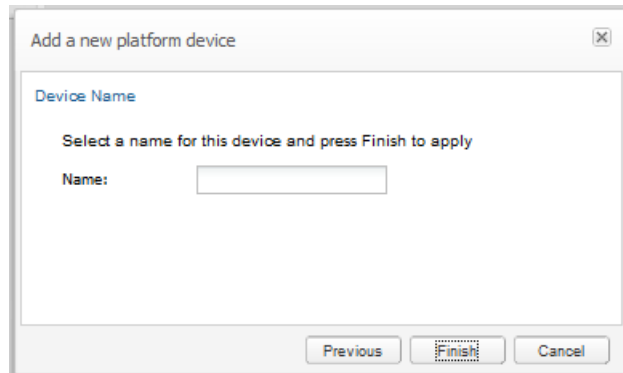 Add a new platform device
Device Name
Select a name for this device and press Finish to apply
Name:
Previous Finish Cancel